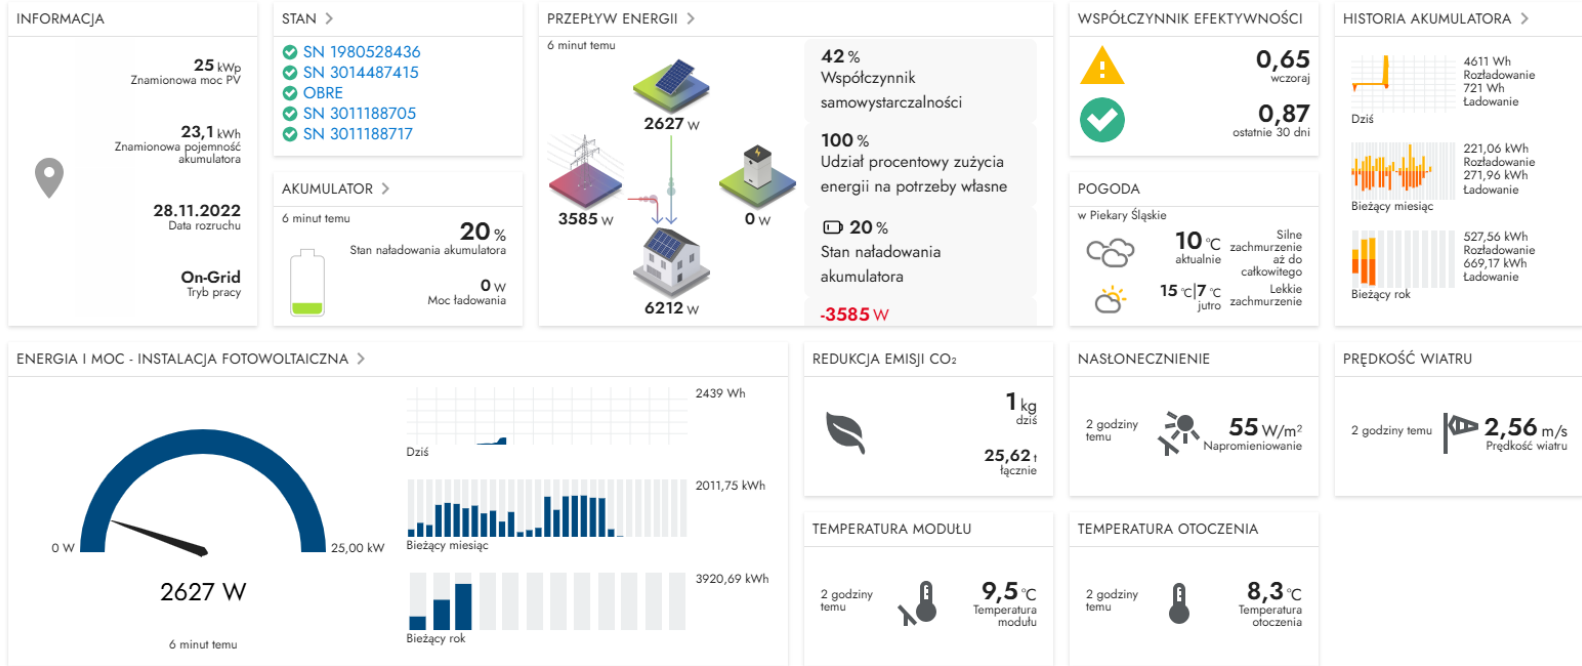 INFORMACJA
25 kWp
Znamionowa moc PV
23,1 kWh
Znamionowa pojemność
akumulatora
28.11.2022
Data rozruchu
On-Grid
Tryb pracy
STAN
SN 1980528436
SN 3014487415
OBRE
SN 3011188705
SN 3011188717
AKUMULATOR
6 minut temu
20 %
Stan naładowania akumulatora
0 W
Moc ładowania
PRZEPŁYW ENERGII
6 minut temu
2627 W
3585 W
0 W
6212 W
42 %
Współczynnik
samowystarczalności
100 %
Udział procentowy zużycia
energii na potrzeby własne
20 %
Stan naładowania
akumulatora
-3585 W
WSPÓŁCZYNNIK EFEKTYWNOŚCI
0,65
wczoraj
0,87
ostatnie 30 dni
POGODA
w Piekary Śląskie
10 °C
aktualnie
Silne
zachmurzenie
aż do
całkowitego
15 °C|7 °C
jutro
Lekkie
zachmurzenie
HISTORIA AKUMULATORA
4611 Wh
Rozładowanie
721 Wh
Ładowanie
Dziś
221,06 kWh
Rozładowanie
271,96 kWh
Ładowanie
Bieżący miesiąc
527,56 kWh
Rozładowanie
669,17 kWh
Ładowanie
Bieżący rok
ENERGIA I MOC - INSTALACJA FOTOWOLTAICZNA
0 W
25,00 kW
2627 W
6 minut temu
2439 Wh
Dziś
2011,75 kWh
Bieżący miesiąc
3920,69 kWh
Bieżący rok
REDUKCJA EMISJI CO₂
1 kg
dziś
25,62 t
łącznie
NASŁONECZNIENIE
2 godziny
temu
55 W/m²
Napromieniowanie
PRĘDKOŚĆ WIATRU
2 godziny temu
2,56 m/s
Prędkość wiatru
TEMPERATURA MODUŁU
2 godziny
temu
9,5 °C
Temperatura
modułu
TEMPERATURA OTOCZENIA
2 godziny
temu
8,3 °C
Temperatura
otoczenia